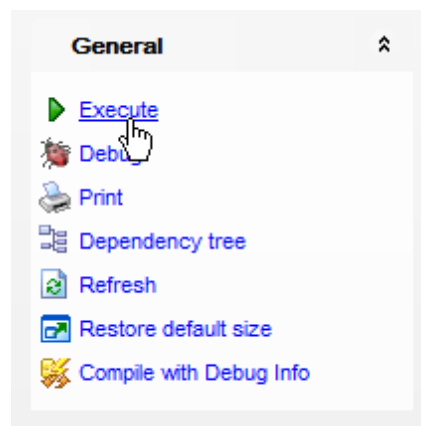 General
Execute
Debug
Print
Dependency tree
Refresh
Restore default size
Compile with Debug Info